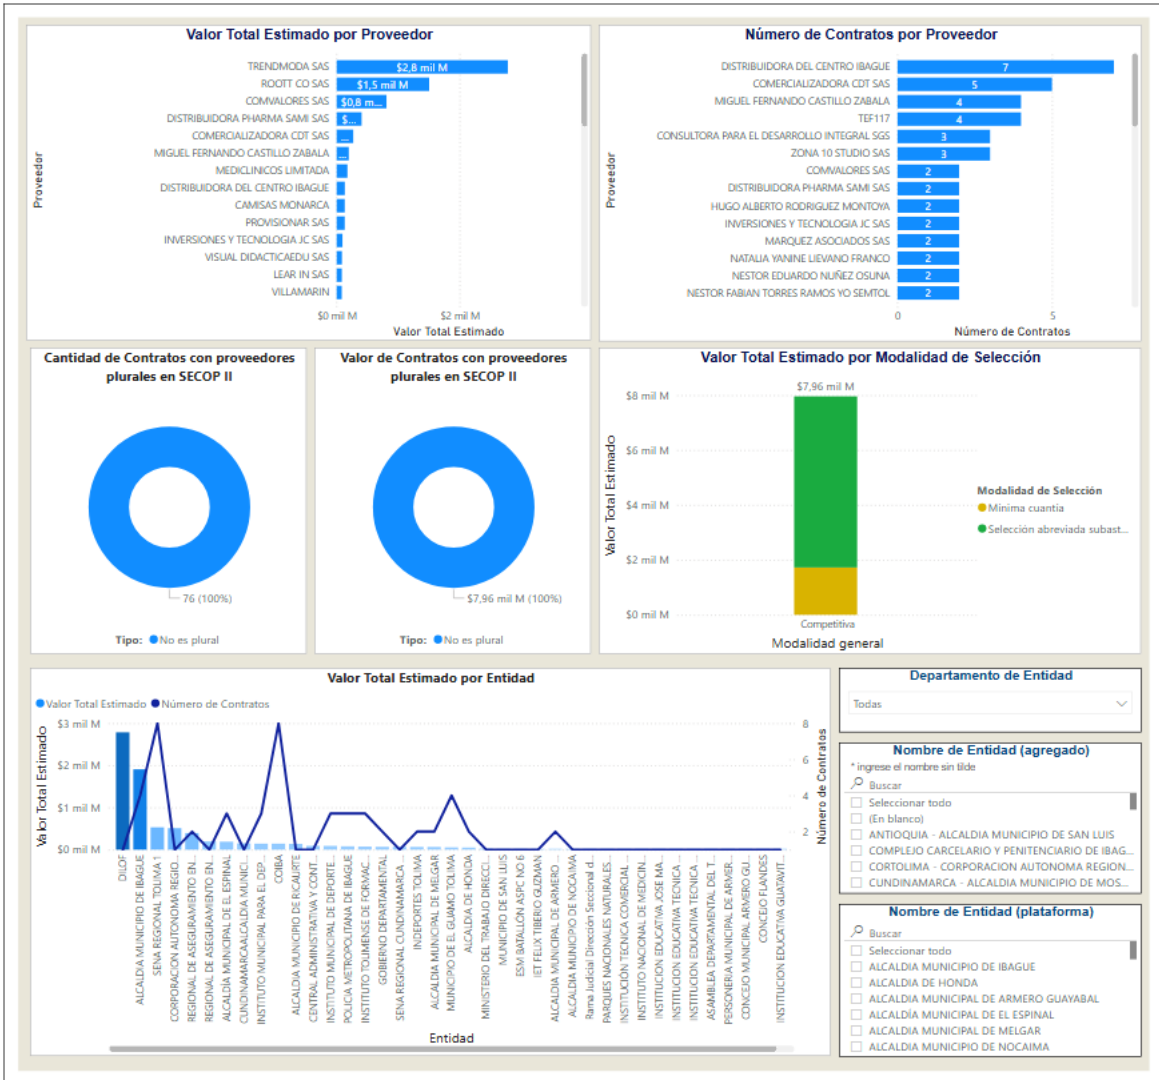 Valor Total Estimado por Proveedor
Proveedor
TRENDMODA SAS
$2,8 mil M
ROOTT CO SAS
$1,5 mil M
COMVALORES SAS
$0,8 m...
DISTRIBUIDORA PHARMA SAMI SAS
$...
COMERCIALIZADORA CDT SAS
...
MIGUEL FERNANDO CASTILLO ZABALA
...
MEDICLINICOS LIMITADA
DISTRIBUIDORA DEL CENTRO IBAGUE
CAMISAS MONARCA
PROVISIONAR SAS
INVERSIONES Y TECNOLOGIA JC SAS
VISUAL DIDACTICAEDU SAS
LEAR IN SAS
VILLAMARIN
$0 mil M
$2 mil M
Valor Total Estimado
Número de Contratos por Proveedor
Proveedor
DISTRIBUIDORA DEL CENTRO IBAGUE
7
COMERCIALIZADORA CDT SAS
5
MIGUEL FERNANDO CASTILLO ZABALA
4
TEF117
4
CONSULTORA PARA EL DESARROLLO INTEGRAL SGS
3
ZONA 10 STUDIO SAS
3
COMVALORES SAS
2
DISTRIBUIDORA PHARMA SAMI SAS
2
HUGO ALBERTO RODRIGUEZ MONTOYA
2
INVERSIONES Y TECNOLOGIA JC SAS
2
MARQUEZ ASOCIADOS SAS
2
NATALIA YANINE LIEVANO FRANCO
2
NESTOR EDUARDO NUÑEZ OSUNA
2
NESTOR FABIAN TORRES RAMOS YO SEMTOL
2
0
5
Número de Contratos
Cantidad de Contratos con proveedores
plurales en SECOP II
76 (100%)
Tipo: No es plural
Valor de Contratos con proveedores
plurales en SECOP II
$7,96 mil M (100%)
Tipo: No es plural
Valor Total Estimado por Modalidad de Selección
Valor Total Estimado
$7,96 mil M
$8 mil M
$6 mil M
$4 mil M
$2 mil M
$0 mil M
Competitiva
Modalidad general
Modalidad de Selección
Mínima cuantía
Selección abreviada subast...
Valor Total Estimado por Entidad
Valor Total Estimado Número de Contratos
Valor Total Estimado
$3 mil M
$2 mil M
$1 mil M
$0 mil M
8
6
4
2
Número de Contratos
DILOF
ALCALDIA MUNICIPIO DE IBAGUE
SENA REGIONAL TOLIMA 1
CORPORACION AUTONOMA REGIO...
REGIONAL DE ASEGURAMIENTO EN...
REGIONAL DE ASEGURAMIENTO EN...
ALCALDÍA MUNICIPAL DE EL ESPINAL
CUNDINAMARCAALCALDIA MUNICI...
INSTITUTO MUNICIPAL PARA EL DEP...
COIBA
ALCALDIA MUNICIPIO DE RICAURTE
CENTRAL ADMINISTRATIVA Y CONT...
INSTITUTO MUNICIPAL DE DEPORTE...
POLICIA METROPOLITANA DE IBAGUE
INSTITUTO TOLIMENSE DE FORMAC...
GOBIERNO DEPARTAMENTAL
SENA REGIONAL CUNDINAMARCA ...
INDEPORTES TOLIMA
ALCALDIA MUNICIPAL DE MELGAR
MUNICIPIO DE EL GUAMO TOLIMA
ALCALDIA DE HONDA
MINISTERIO DEL TRABAJO DIRECCI...
MUNICIPIO DE SAN LUIS
ESM BATALLÓN ASPC NO 6
IET FELIX TIBERIO GUZMAN
ALCALDIA MUNICIPAL DE ARMERO ...
ALCALDIA MUNICIPIO DE NOCAIMA
Rama Judicial Dirección Seccional d...
PARQUES NACIONALES NATURALES...
INSTITUCIÓN TECNICA COMERCIAL ...
INSTITUTO NACIONAL DE MEDICIN...
INSTITUCION EDUCATIVA JOSE MA...
INSTITUCION EDUCATIVA TECNICA ...
INSTITUCION EDUCATIVA TECNICA ...
ASAMBLEA DEPARTAMENTAL DEL T...
PERSONERIA MUNICIPAL DE ARMER...
CONCEJO MUNICIPAL ARMERO GU...
CONCEJO FLANDES
INSTITUCION EDUCATIVA GUATAVIT...
Entidad
Departamento de Entidad
Todas
Nombre de Entidad (agregado)
* ingrese el nombre sin tilde
Buscar
Seleccionar todo
(En blanco)
ANTIOQUIA - ALCALDIA MUNICIPIO DE SAN LUIS
COMPLEJO CARCELARIO Y PENITENCIARIO DE IBAG...
CORTOLIMA - CORPORACION AUTONOMA REGION...
CUNDINAMARCA - ALCALDIA MUNICIPIO DE MOS...
Nombre de Entidad (plataforma)
Buscar
Seleccionar todo
ALCALDIA MUNICIPIO DE IBAGUE
ALCALDIA DE HONDA
ALCALDIA MUNICIPAL DE ARMERO GUAYABAL
ALCALDÍA MUNICIPAL DE EL ESPINAL
ALCALDIA MUNICIPAL DE MELGAR
ALCALDIA MUNICIPIO DE NOCAIMA